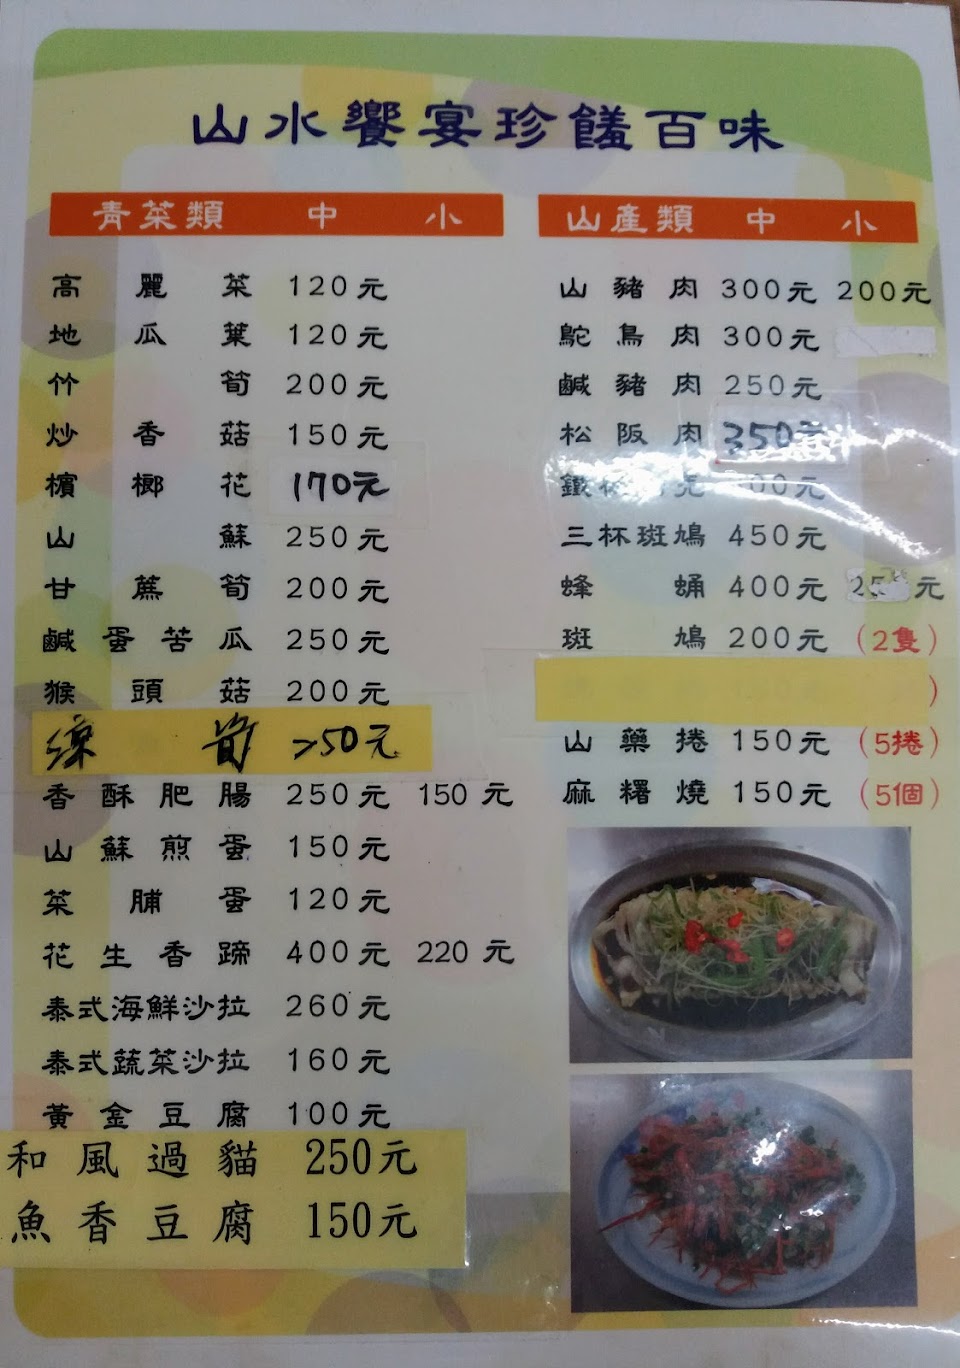 山水饗宴珍饈百味
青菜類 中 小
高麗菜 120元
地瓜葉 120元
竹筍 200元
炒香菇 150元
檳榔花 170元
山蘇 250元
甘蔗筍 200元
鹹蛋苦瓜 250元
猴頭菇 200元
250元
香酥肥腸 250元 150元
山蘇煎蛋 150元
菜脯蛋 120元
花生香蹄 400元 220元
泰式海鮮沙拉 260元
泰式蔬菜沙拉 160元
黃金豆腐 100元
和風過貓 250元
魚香豆腐 150元
山產類 中 小
山豬肉 300元 200元
鴕鳥肉 300元
鹹豬肉 250元
松阪肉 350元
三杯斑鳩 450元
蜂蛹 400元 元
斑鳩 200元 (2隻)
山藥捲 150元 (5捲)
麻糬燒 150元 (5個)